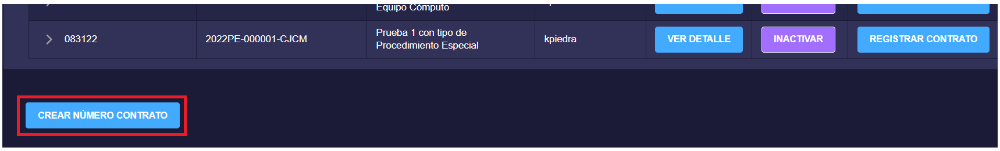 Equipo Cómputo
083122
2022PE-000001-CJCM
Prueba 1 con tipo de
Procedimiento Especial
kpiedra
VER DETALLE
INACTIVAR
REGISTRAR CONTRATO
CREAR NÚMERO CONTRATO